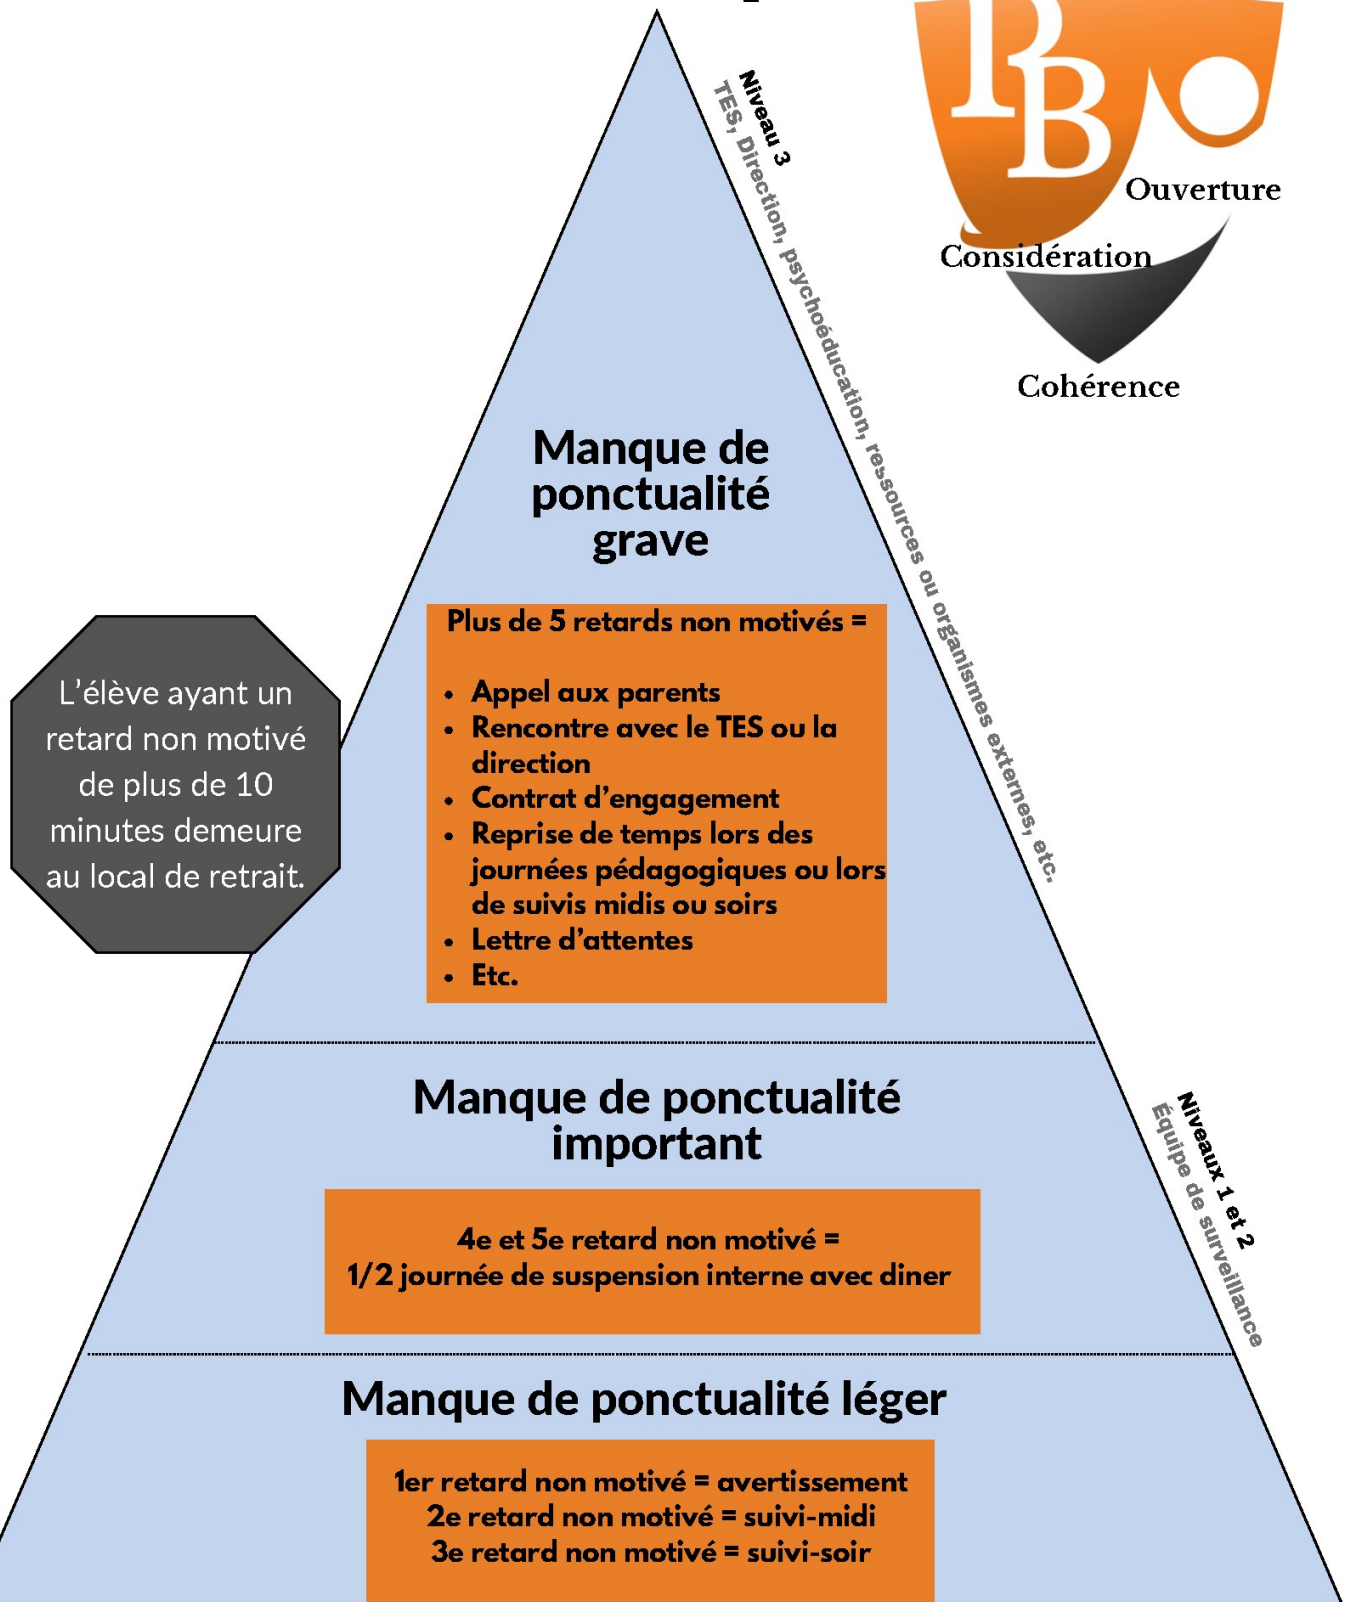 PB
Ouverture
Considération
Cohérence
Niveau 3
TES, Direction, psychoéducation, ressources ou organismes externes, etc.
Manque de
ponctualité
grave
Plus de 5 retards non motivés =
• Appel aux parents
• Rencontre avec le TES ou la
direction
• Contrat d'engagement
• Reprise de temps lors des
journées pédagogiques ou lors
de suivis midis ou soirs
• Lettre d'attentes
• Etc.
L'élève ayant un
retard non motivé
de plus de 10
minutes demeure
au local de retrait.
Manque de ponctualité
important
4e et 5e retard non motivé =
1/2 journée de suspension interne avec diner
Niveaux 1 et 2
Équipe de surveillance
Manque de ponctualité léger
1er retard non motivé = avertissement
2e retard non motivé = suivi-midi
3e retard non motivé = suivi-soir